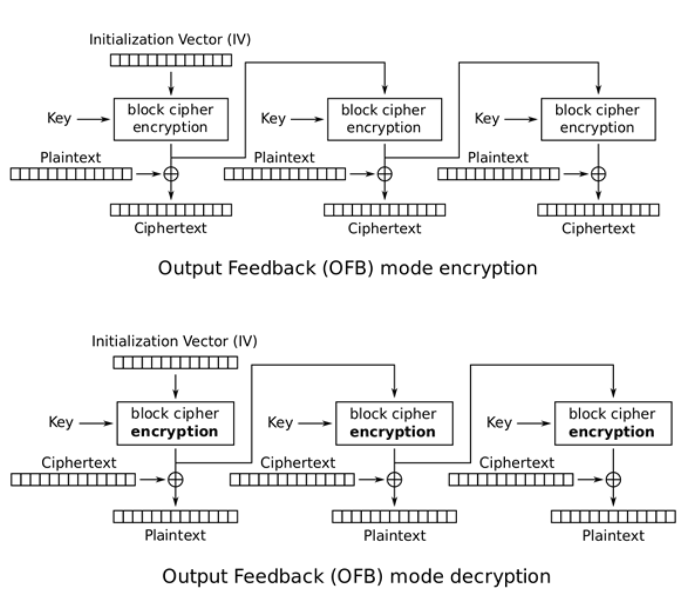 Initialization Vector (IV)
Key
block cipher
encryption
Key
block cipher
encryption
Key
block cipher
encryption
Plaintext
Plaintext
Plaintext
Ciphertext
Ciphertext
Ciphertext
Output Feedback (OFB) mode encryption
Initialization Vector (IV)
Key
block cipher
encryption
Key
block cipher
encryption
Key
block cipher
encryption
Ciphertext
Ciphertext
Ciphertext
Plaintext
Plaintext
Plaintext
Output Feedback (OFB) mode decryption